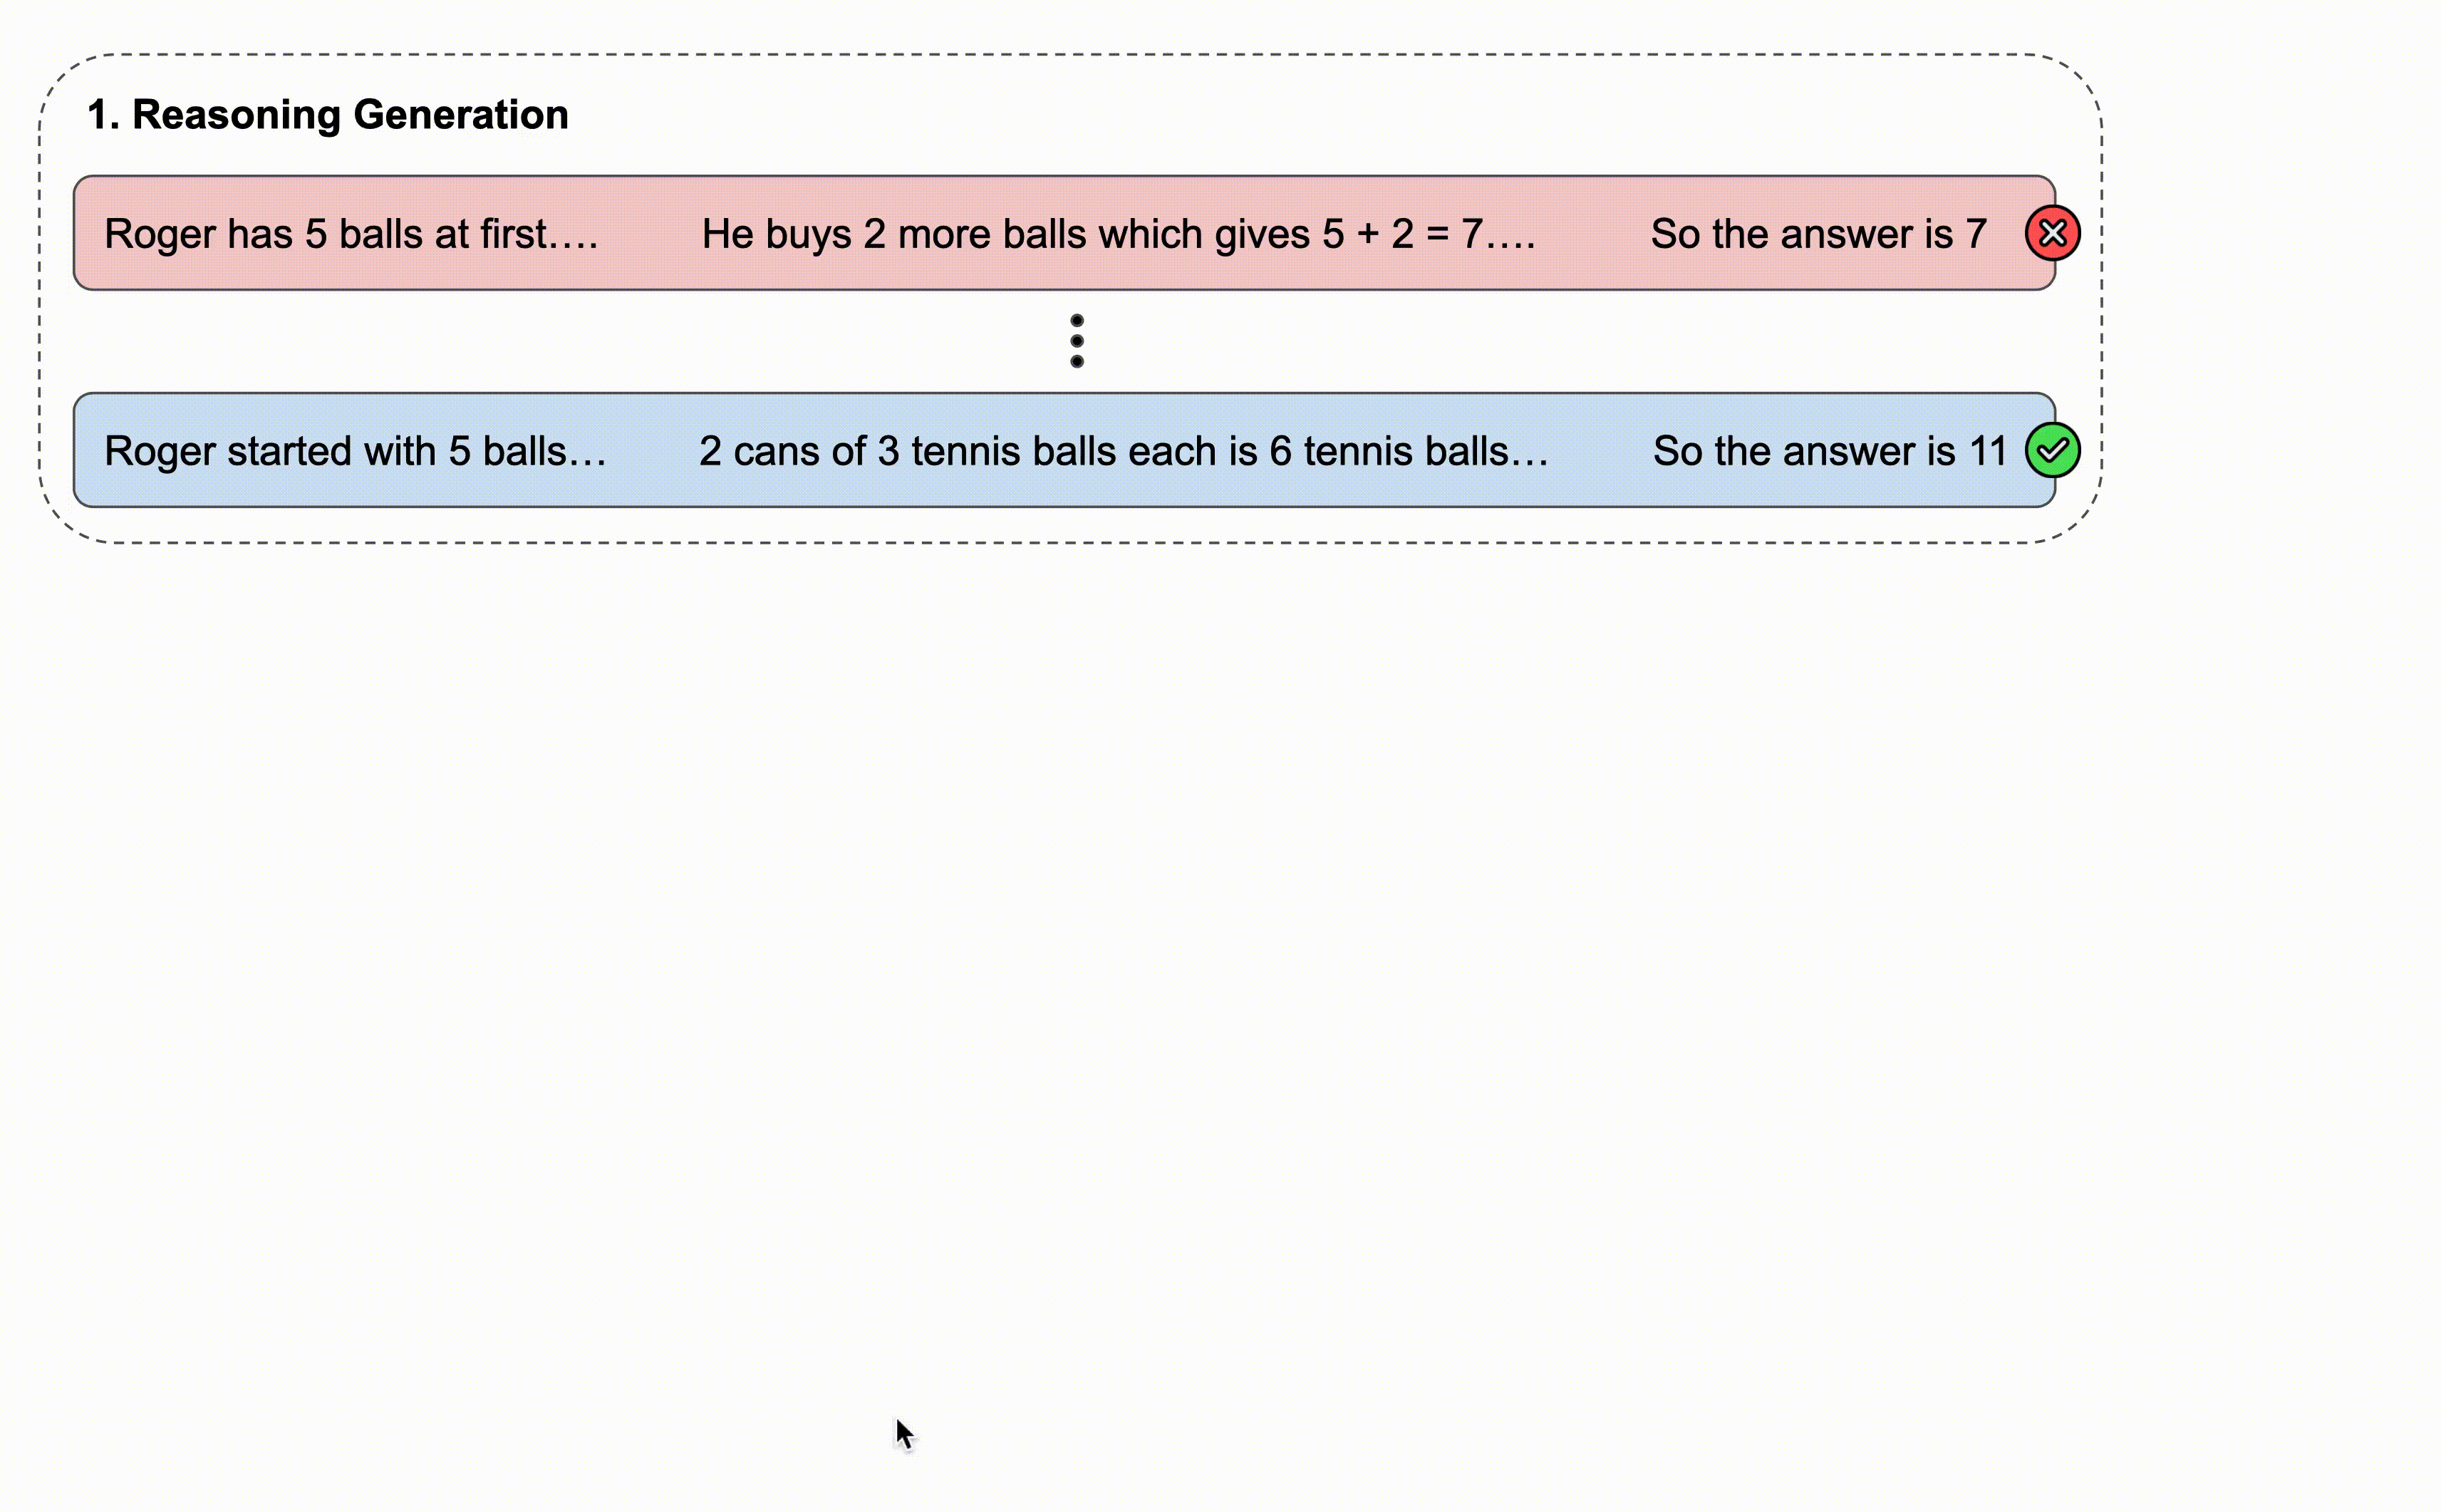 1. Reasoning Generation
Roger has 5 balls at first.... He buys 2 more balls which gives 5 + 2 = 7.... So the answer is 7
Roger started with 5 balls... 2 cans of 3 tennis balls each is 6 tennis balls... So the answer is 11